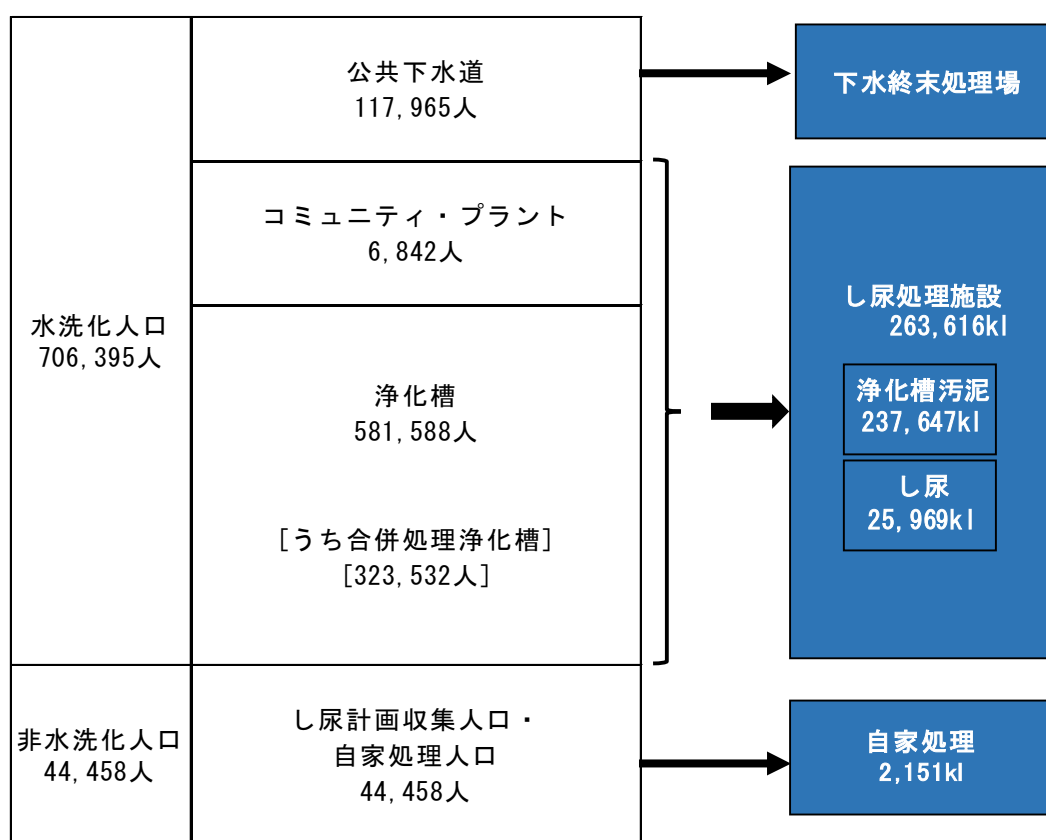 水洗化人口
706,395人
公共下水道
117,965人
コミュニティ・プラント
6,842人
浄化槽
581,588人
[うち合併処理浄化槽]
[323,532人]
非水洗化人口
44,458人
し尿計画収集人口・
自家処理人口
44,458人
下水終末処理場
し尿処理施設
263,616kl
浄化槽汚泥
237,647kl
し尿
25,969kl
自家処理
2,151kl